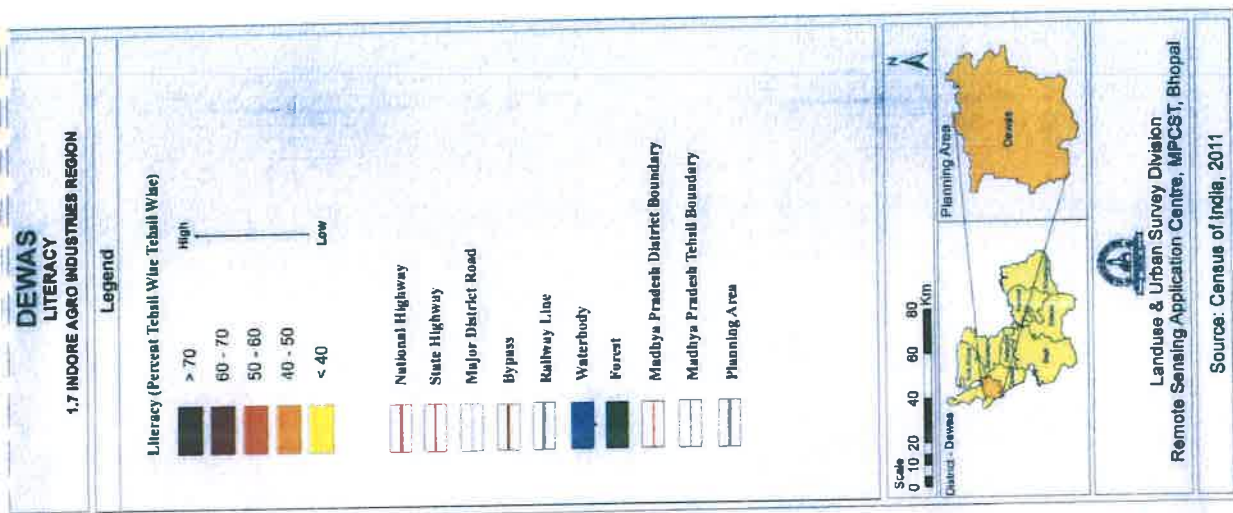 DEWAS
LITERACY
1.7 INDORE AGRO INDUSTRIES REGION
Legend
Literacy (Percent Tehsil Wise Tehsil Wise)
> 70
60 - 70
50 - 60
40 - 50
< 40
High
Low
National Highway
State Highway
Major District Road
Bypass
Railway Line
Waterbody
Forest
Madhya Pradesh District Boundary
Madhya Pradesh Tehsil Boundary
Planning Area
Scale
0 10 20 40 60 80
Km
N
District - Dewas
Planning Area
Dewas
Landuse & Urban Survey Division
Remote Sensing Application Centre, MPCST, Bhopal
Source: Census of India, 2011